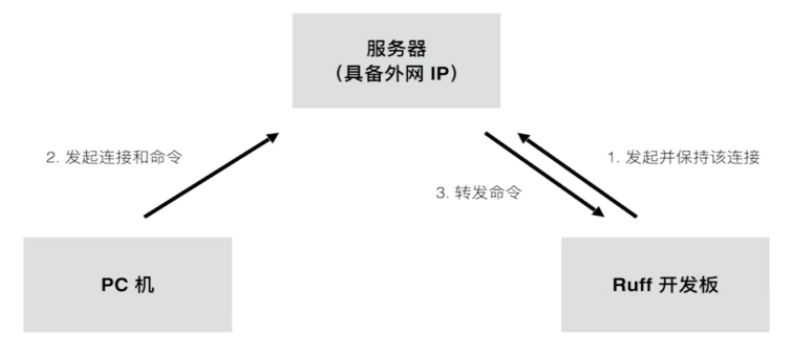 服务器
（具备外网 IP）
2. 发起连接和命令
1. 发起并保持该连接
3. 转发命令
PC 机
Ruff 开发板